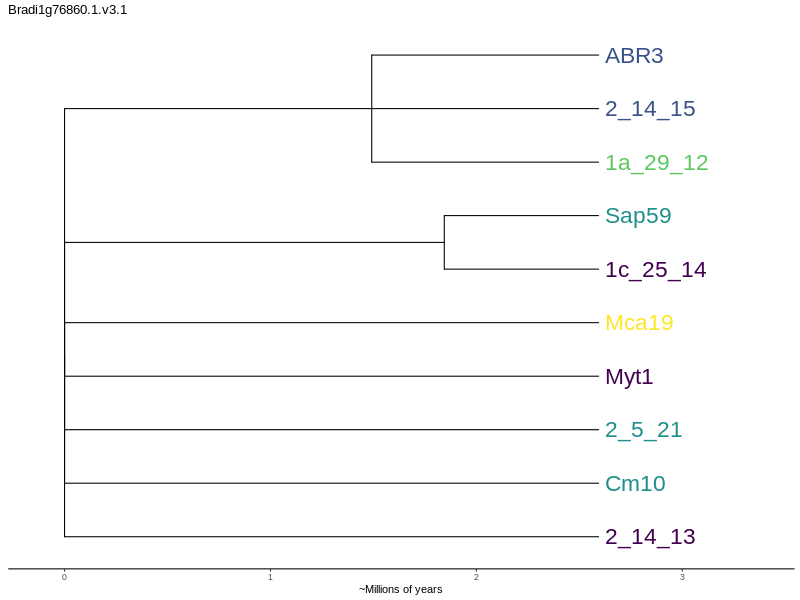 Bradi1g76860.1.v3.1
ABR3
2_14_15
1a_29_12
Sap59
1c_25_14
Mca19
Myt1
2_5_21
Cm10
2_14_13
0 1 2 3
~Millions of years